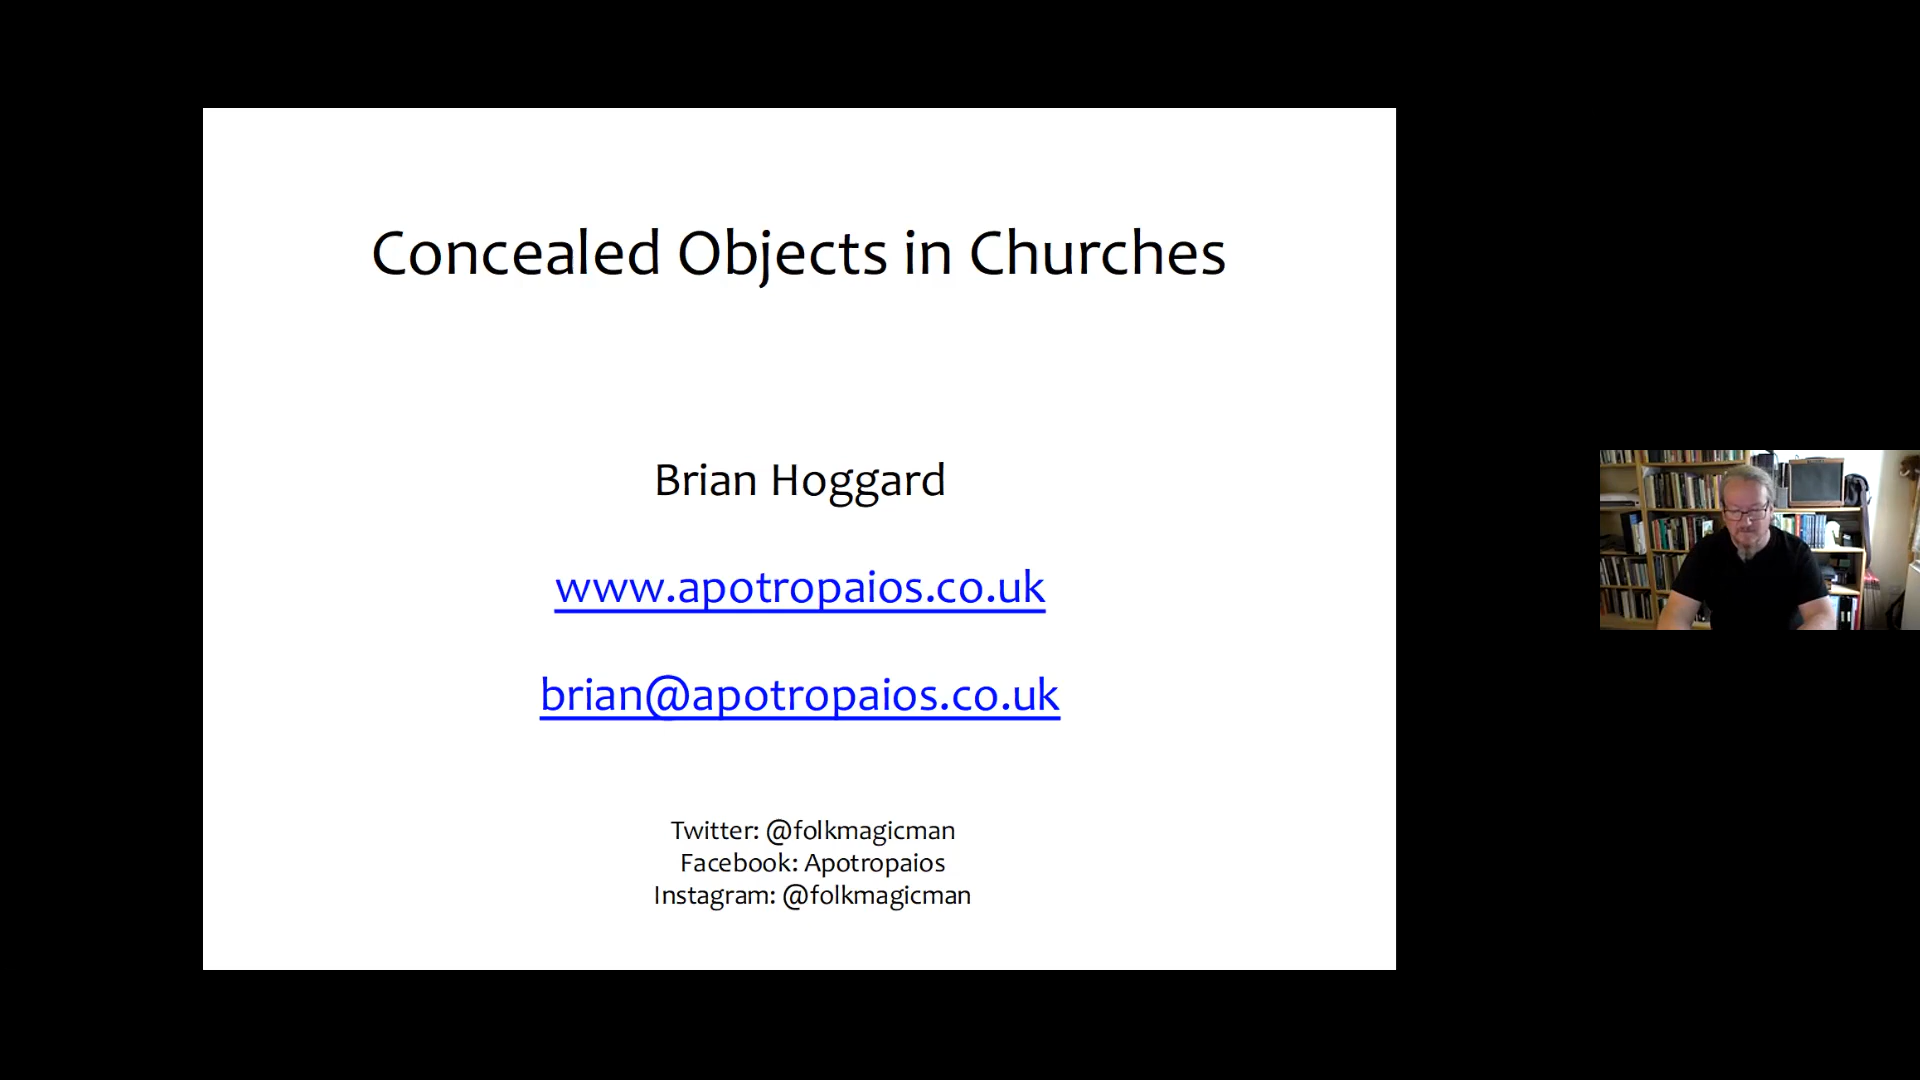 Concealed Objects in Churches
Brian Hoggard
www.apotropaios.co.uk
brian@apotropaios.co.uk
Twitter: @folkmagicman
Facebook: Apotropaios
Instagram: @folkmagicman